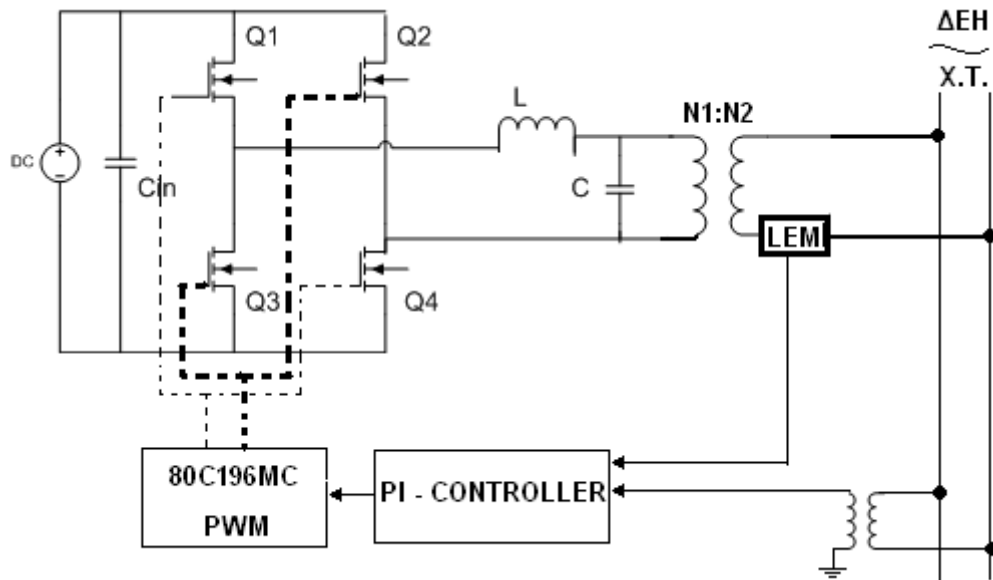 Q1
Q2
ΔΕΗ
Χ.Τ.
L
N1:N2
DC
Cin
C
LEM
Q3
Q4
80C196MC
PWM
PI - CONTROLLER